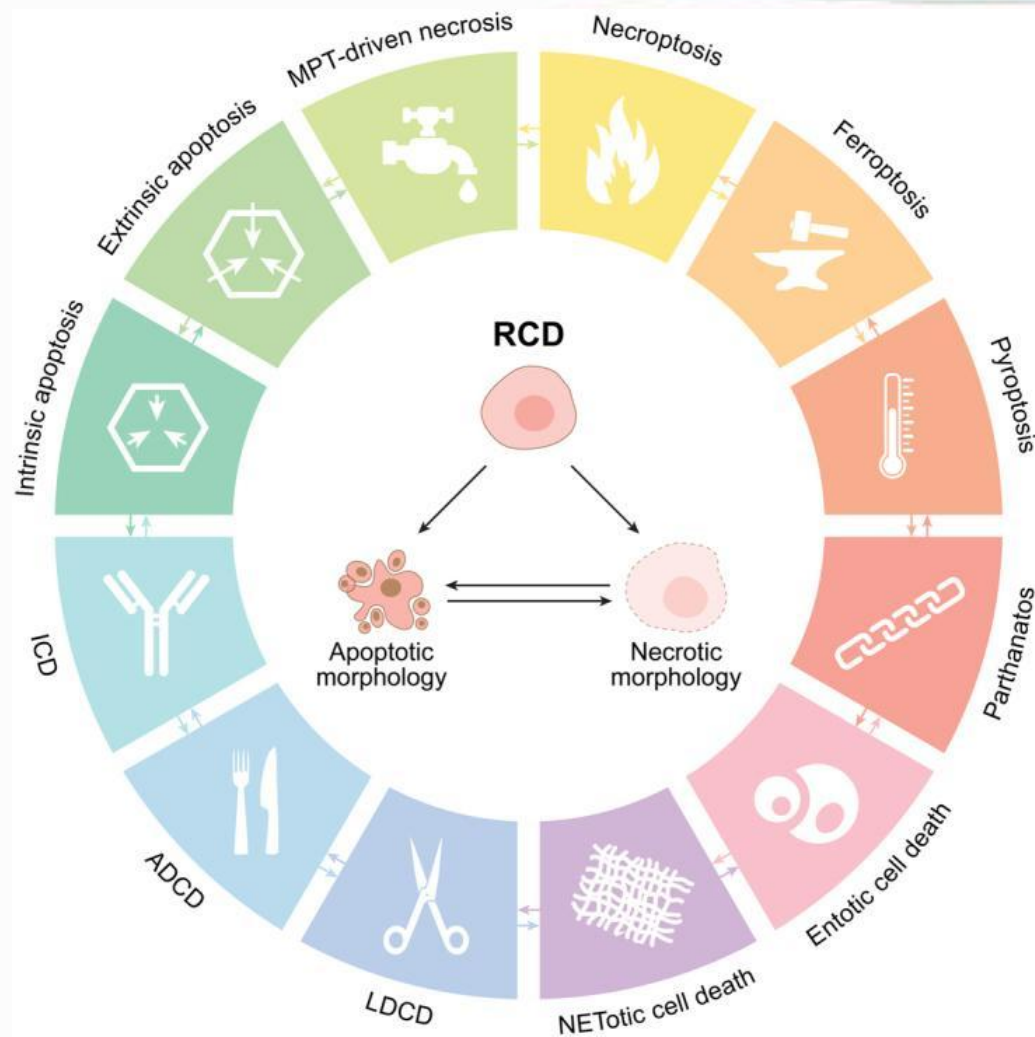 MPT-driven necrosis
Necroptosis
Ferroptosis
Pyroptosis
Parthanatos
Entotic cell death
NETotic cell death
LDCD
ADCD
ICD
Intrinsic apoptosis
Extrinsic apoptosis
RCD
Apoptotic
morphology
Necrotic
morphology